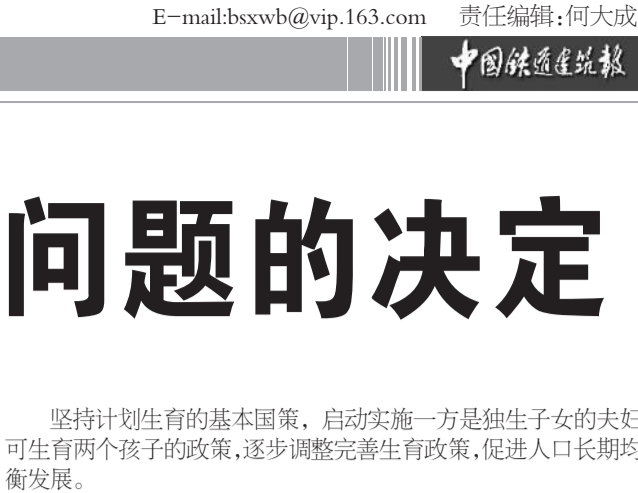 E-mail:bsxwb@vip.163.com 责任编辑:何大成
中国铁道建筑报
问题的决定
坚持计划生育的基本国策，启动实施一方是独生子女的夫妇
可生育两个孩子的政策,逐步调整完善生育政策,促进人口长期均
衡发展。